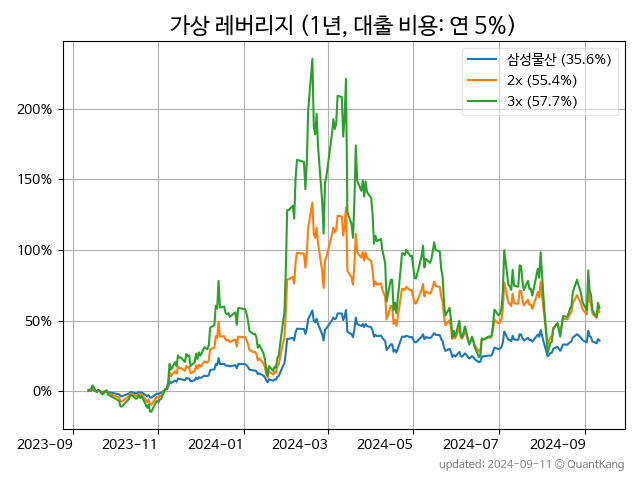 가상 레버리지 (1년, 대출 비용: 연 5%)
삼성물산 (35.6%)
2x (55.4%)
3x (57.7%)
200%
150%
100%
50%
0%
2023-09 2023-11 2024-01 2024-03 2024-05 2024-07 2024-09
updated: 2024-09-11 © QuantKang